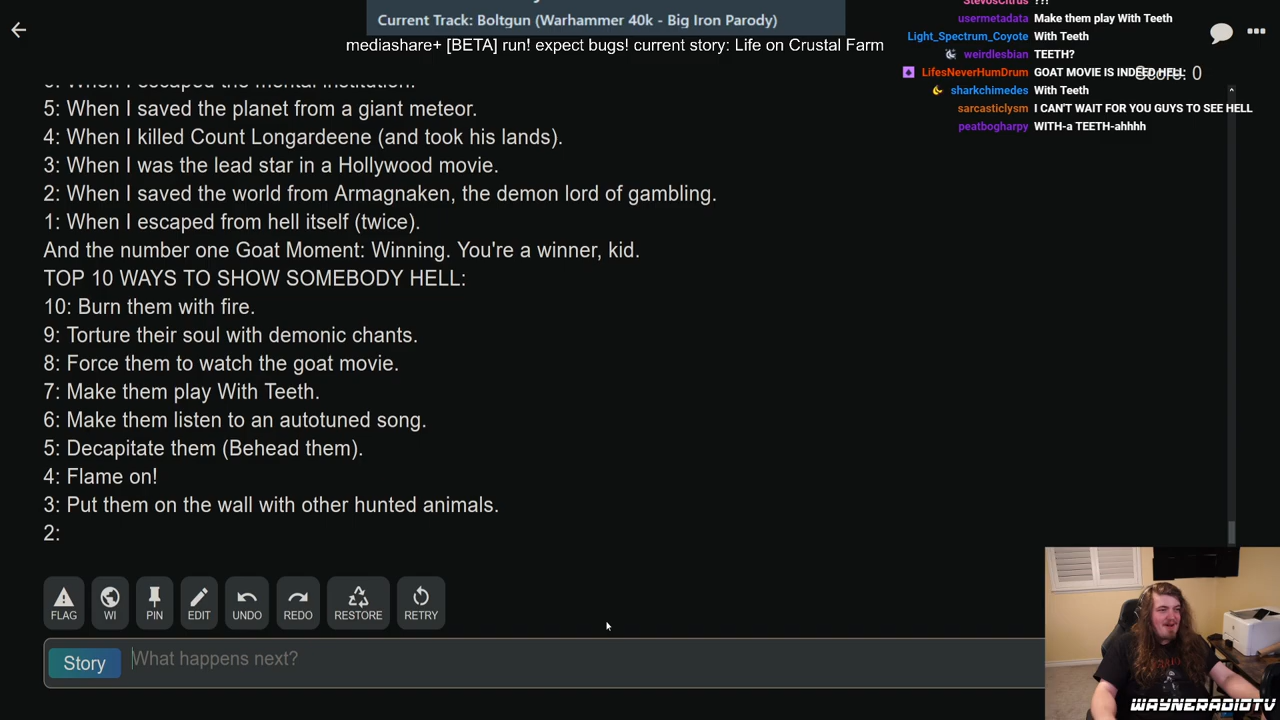 Current Track: Boltgun (Warhammer 40k - Big Iron Parody)
mediashare+ [BETA] run! expect bugs! current story: Life on Crustal Farm
Score: 0
StevosCitrus ???
usermetadata Make them play With Teeth
Light_Spectrum_Coyote With Teeth
weirdlesbian TEETH?
LifesNeverHumDrum GOAT MOVIE IS INDEED HELL
sharkchimedes With Teeth
sarcasticlysm I CAN'T WAIT FOR YOU GUYS TO SEE HELL
peatbogharpy WITH-a TEETH-ahhhh
6: When I escaped the mental institution.
5: When I saved the planet from a giant meteor.
4: When I killed Count Longardeene (and took his lands).
3: When I was the lead star in a Hollywood movie.
2: When I saved the world from Armagnaken, the demon lord of gambling.
1: When I escaped from hell itself (twice).
And the number one Goat Moment: Winning. You're a winner, kid.
TOP 10 WAYS TO SHOW SOMEBODY HELL:
10: Burn them with fire.
9: Torture their soul with demonic chants.
8: Force them to watch the goat movie.
7: Make them play With Teeth.
6: Make them listen to an autotuned song.
5: Decapitate them (Behead them).
4: Flame on!
3: Put them on the wall with other hunted animals.
2:
FLAG WI PIN EDIT UNDO REDO RESTORE RETRY
Story What happens next?
WAYNERADIOTV